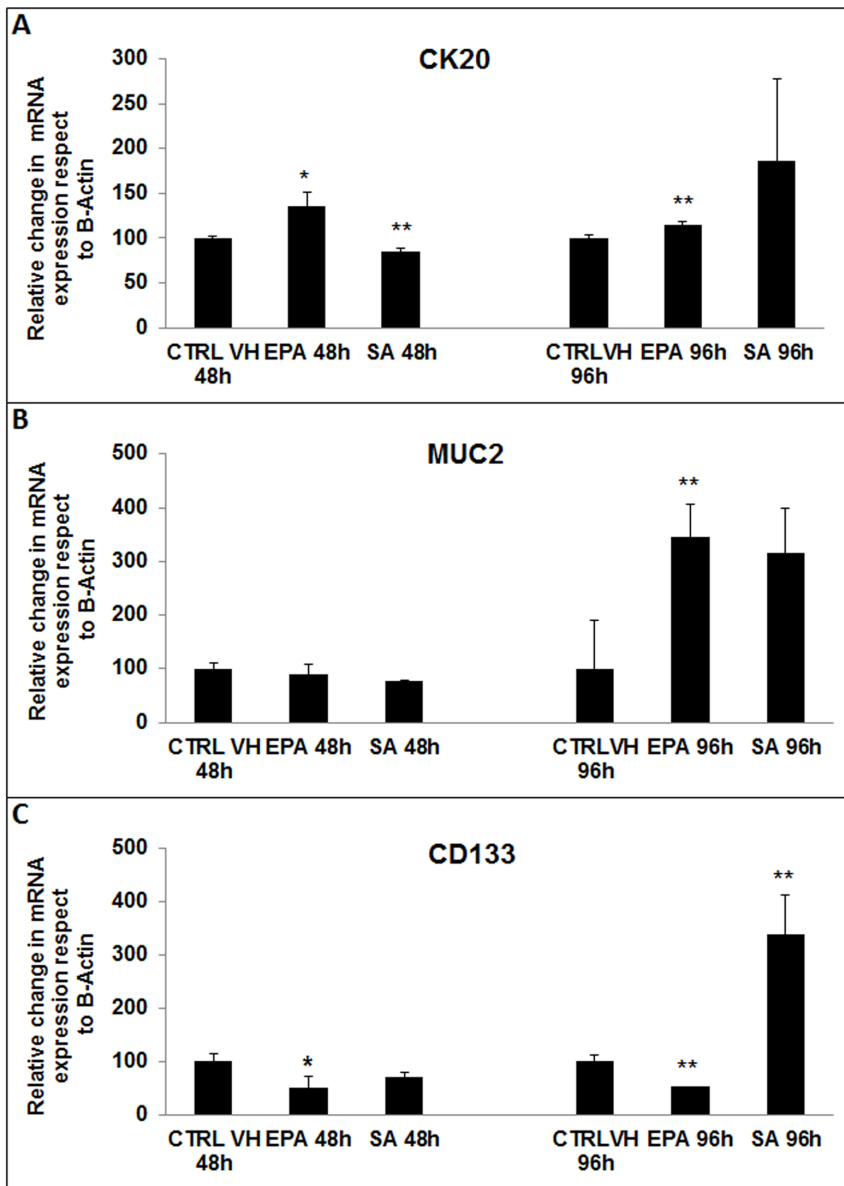 A
CK20
Relative change in mRNA
expression respect
to B-Actin
300
250
200
150
100
50
0
*
**
**
CTRL VH EPA 48h SA 48h CTRLVH EPA 96h SA 96h
48h 96h
B
MUC2
Relative change in mRNA
expression respect
to B-Actin
500
400
300
200
100
0
**
CTRL VH EPA 48h SA 48h CTRLVH EPA 96h SA 96h
48h 96h
C
CD133
Relative change in mRNA
expression respect
to B-Actin
500
400
300
200
100
0
*
**
**
CTRL VH EPA 48h SA 48h CTRLVH EPA 96h SA 96h
48h 96h